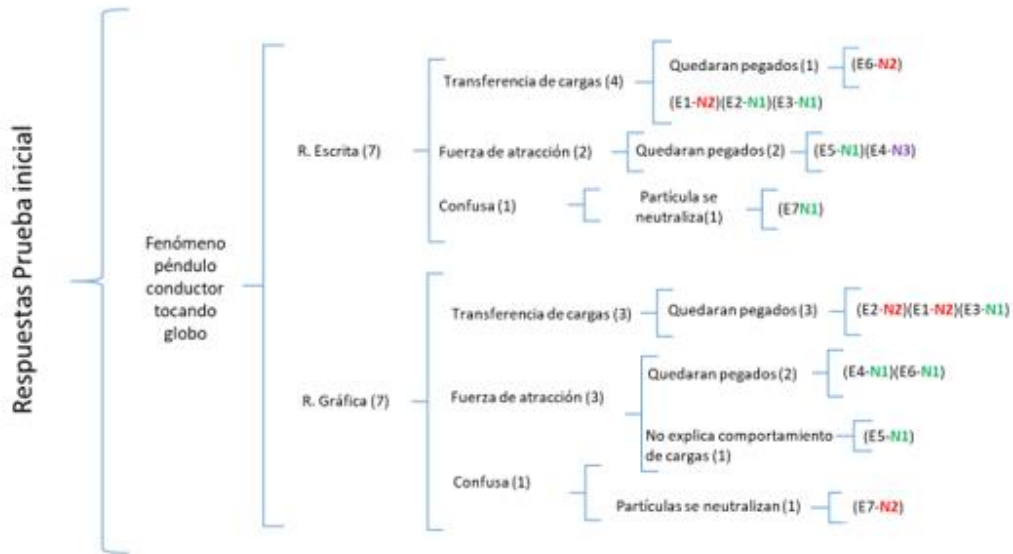 Respuestas Prueba inicial
Fenómeno
péndulo
conductor
tocando
globo
R. Escrita (7)
Transferencia de cargas (4)
Quedaran pegados (1)
(E6-N2)
(E1-N2)(E2-N1)(E3-N1)
Fuerza de atracción (2)
Quedaran pegados (2)
(E5-N1)(E4-N3)
Confusa (1)
Partícula se
neutraliza(1)
(E7N1)
R. Gráfica (7)
Transferencia de cargas (3)
Quedaran pegados (3)
(E2-N2)(E1-N2)(E3-N1)
Fuerza de atracción (3)
Quedaran pegados (2)
(E4-N1)(E6-N1)
No explica comportamiento
de cargas (1)
(E5-N1)
Confusa (1)
Partículas se neutralizan (1)
(E7-N2)